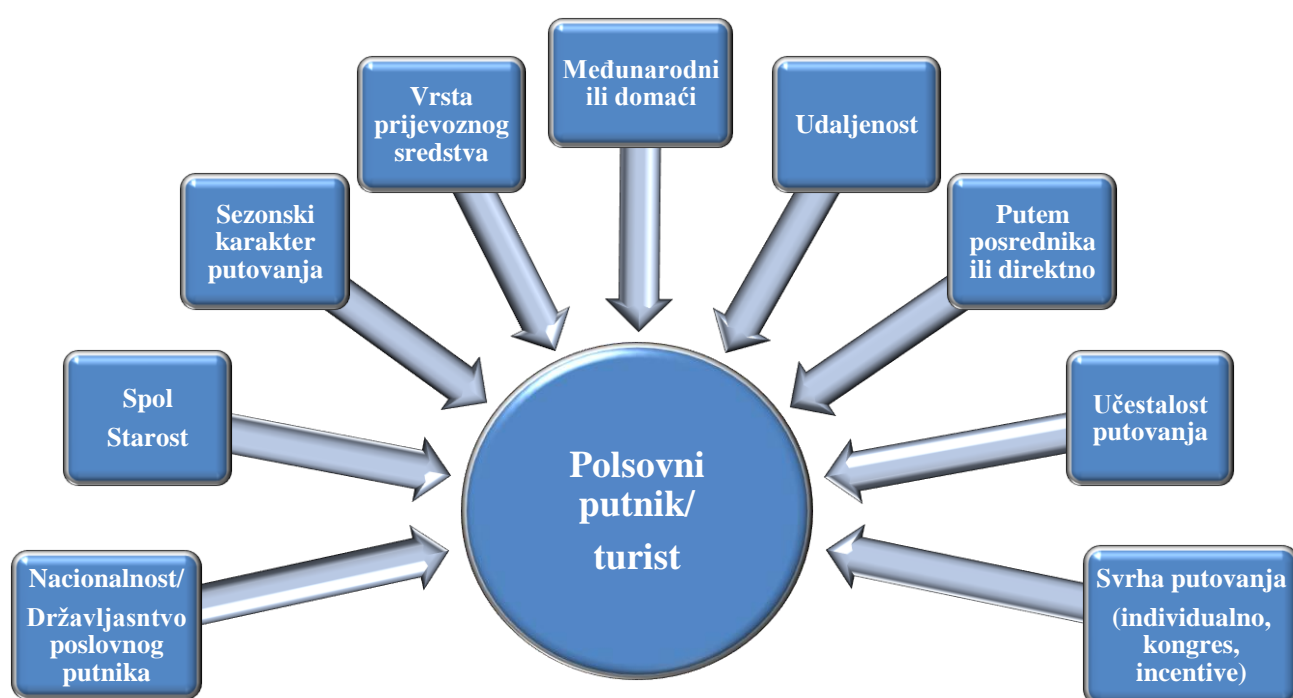 Međunarodni
ili domaći
Vrsta
prijevoznog
sredstva
Udaljenost
Sezonski
karakter
putovanja
Putem
posrednika
ili direktno
Spol
Starost
Učestalost
putovanja
Polsovni
putnik/
turist
Nacionalnost/
Državljasntvo
poslovnog
putnika
Svrha putovanja
(individualno,
kongres,
incentive)